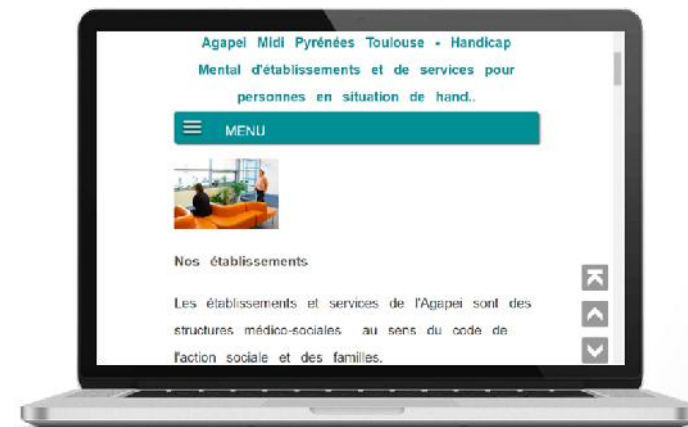 Agapei Midi Pyrénées Toulouse - Handicap
Mental d'établissements et de services pour
personnes en situation de hand..
MENU
Nos établissements
Les établissements et services de l'Agapei sont des
structures médico-sociales au sens du code de
l'action sociale et des familles.